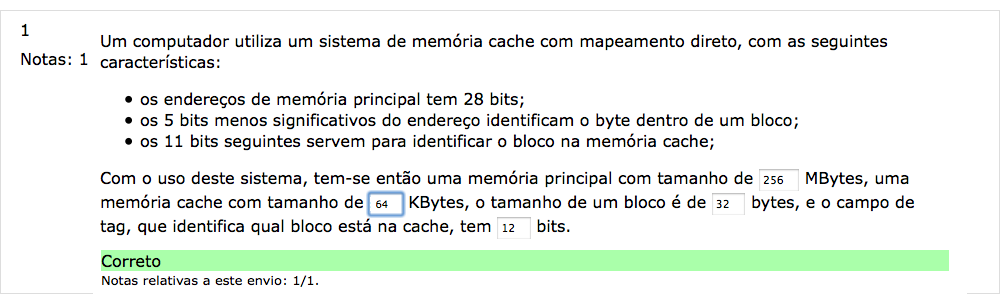 1
Notas: 1
Um computador utiliza um sistema de memória cache com mapeamento direto, com as seguintes
características:
• os endereços de memória principal tem 28 bits;
• os 5 bits menos significativos do endereço identificam o byte dentro de um bloco;
• os 11 bits seguintes servem para identificar o bloco na memória cache;
Com o uso deste sistema, tem-se então uma memória principal com tamanho de 256 MBytes, uma
memória cache com tamanho de 64 KBytes, o tamanho de um bloco é de 32 bytes, e o campo de
tag, que identifica qual bloco está na cache, tem 12 bits.
Correto
Notas relativas a este envio: 1/1.